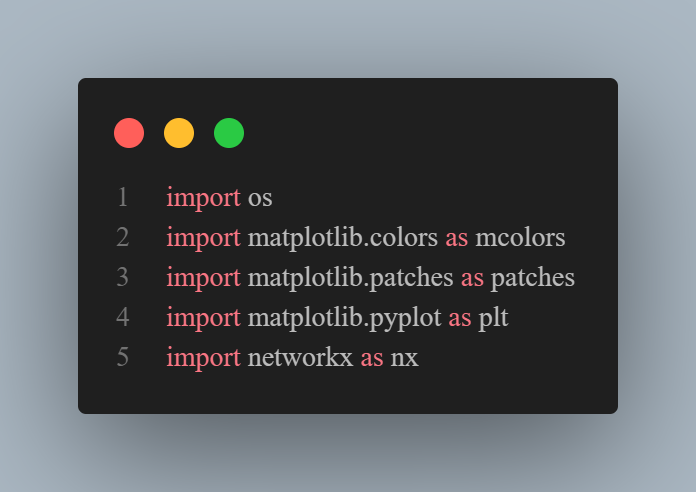 1 import os
2 import matplotlib.colors as mcolors
3 import matplotlib.patches as patches
4 import matplotlib.pyplot as plt
5 import networkx as nx